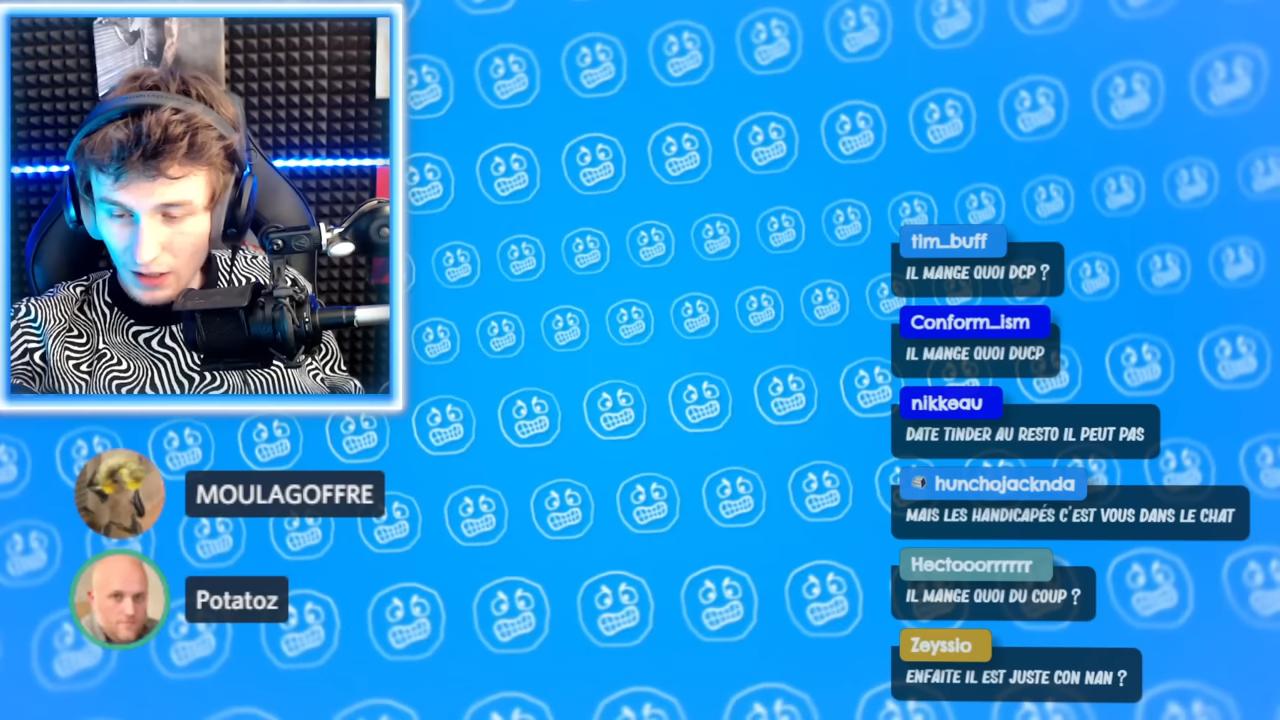 MOULAGOFFRE
Potatoz
tim_buff
IL MANGE QUOI DCP ?
Conform_ism
IL MANGE QUOI DUCP
nikkeau
DATE TINDER AU RESTO IL PEUT PAS
hunchojacknda
MAIS LES HANDICAPÉS C'EST VOUS DANS LE CHAT
Hectooorrrrrr
IL MANGE QUOI DU COUP ?
Zeyssio
ENFAITE IL EST JUSTE CON NAN ?